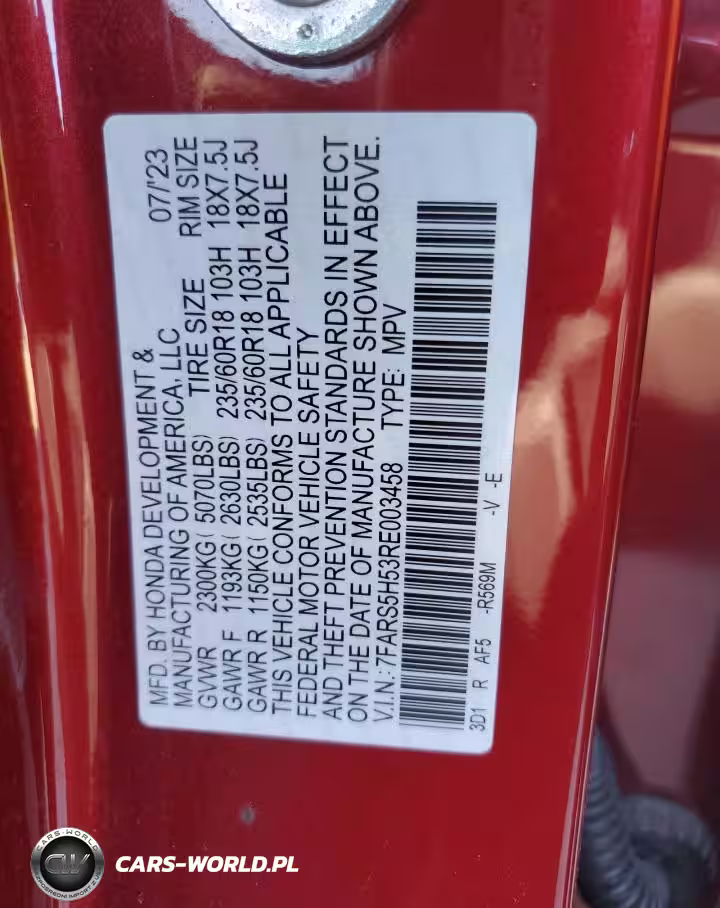 MFD. BY HONDA DEVELOPMENT &
MANUFACTURING OF AMERICA, LLC 07/'23
GVWR 2300KG( 5070LBS) TIRE SIZE RIM SIZE
GAWR F 1193KG( 2630LBS) 235/60R18 103H 18X7.5J
GAWR R 1150KG( 2535LBS) 235/60R18 103H 18X7.5J
THIS VEHICLE CONFORMS TO ALL APPLICABLE
FEDERAL MOTOR VEHICLE SAFETY
AND THEFT PREVENTION STANDARDS IN EFFECT
ON THE DATE OF MANUFACTURE SHOWN ABOVE.
V.I.N.: 7FARS5H53RE003458 TYPE: MPV
3D1 R AF5 -R569M -V -E
CARS-WORLD
CW
CARS-WORLD.PL